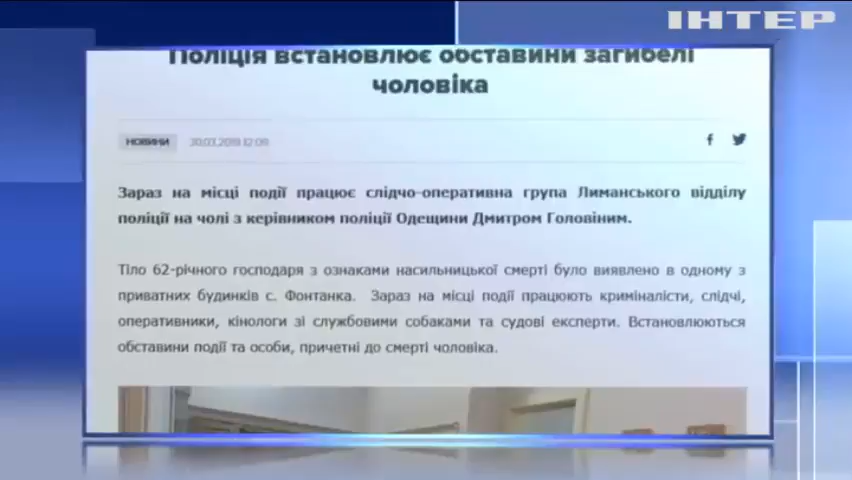 ІНТЕР
Поліція встановлює обставини загибелі
чоловіка
НОВИНИ 30.03.2019 12:09
Зараз на місці події працює слідчо-оперативна група Лиманського відділу
поліції на чолі з керівником поліції Одещини Дмитром Головіним.
Тіло 62-річного господаря з ознаками насильницької смерті було виявлено в одному з
приватних будинків с. Фонтанка. Зараз на місці події працюють криміналісти, слідчі,
оперативники, кінологи зі службовими собаками та судові експерти. Встановлюються
обставини події та особи, причетні до смерті чоловіка.